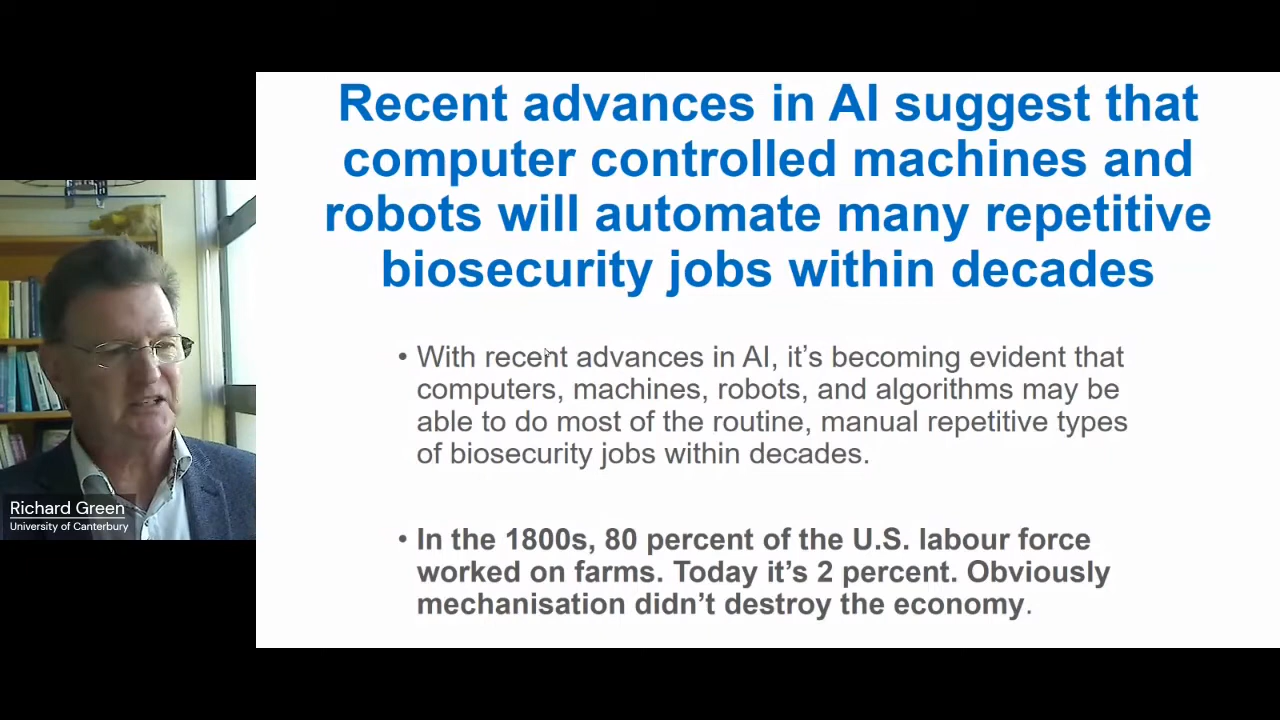 Recent advances in AI suggest that
computer controlled machines and
robots will automate many repetitive
biosecurity jobs within decades
• With recent advances in AI, it’s becoming evident that
computers, machines, robots, and algorithms may be
able to do most of the routine, manual repetitive types
of biosecurity jobs within decades.
• In the 1800s, 80 percent of the U.S. labour force
worked on farms. Today it’s 2 percent. Obviously
mechanisation didn’t destroy the economy.
Richard Green
University of Canterbury